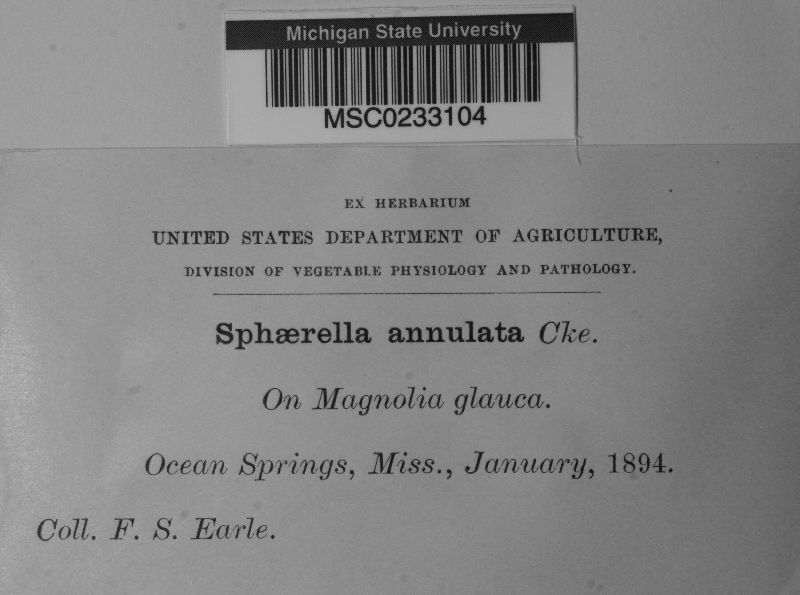 Michigan State University
MSC0233104
EX HERBARIUM
UNITED STATES DEPARTMENT OF AGRICULTURE,
DIVISION OF VEGETABLE PHYSIOLOGY AND PATHOLOGY.
Sphærella annulata Cke.
On Magnolia glauca.
Ocean Springs, Miss., January, 1894.
Coll. F. S. Earle.